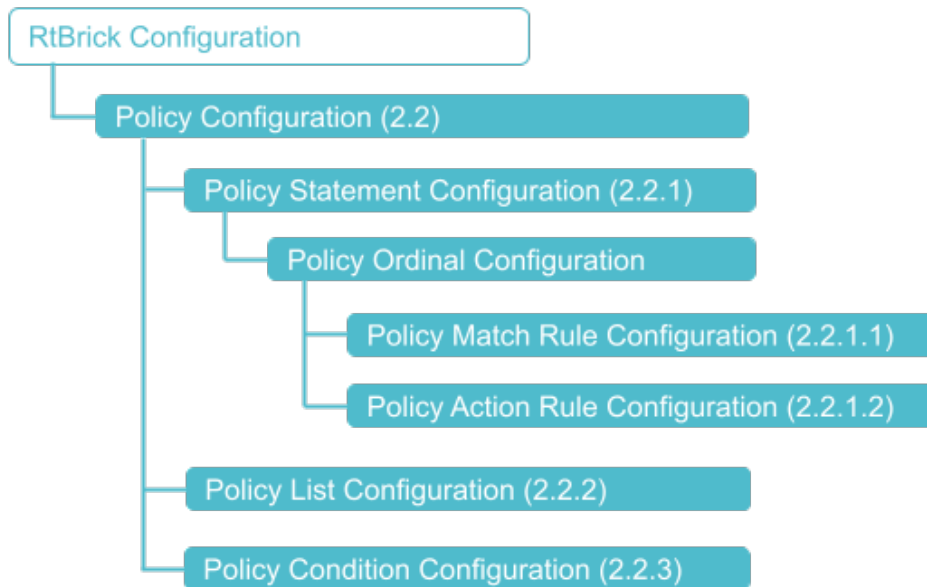 RtBrick Configuration
Policy Configuration (2.2)
Policy Statement Configuration (2.2.1)
Policy Ordinal Configuration
Policy Match Rule Configuration (2.2.1.1)
Policy Action Rule Configuration (2.2.1.2)
Policy List Configuration (2.2.2)
Policy Condition Configuration (2.2.3)